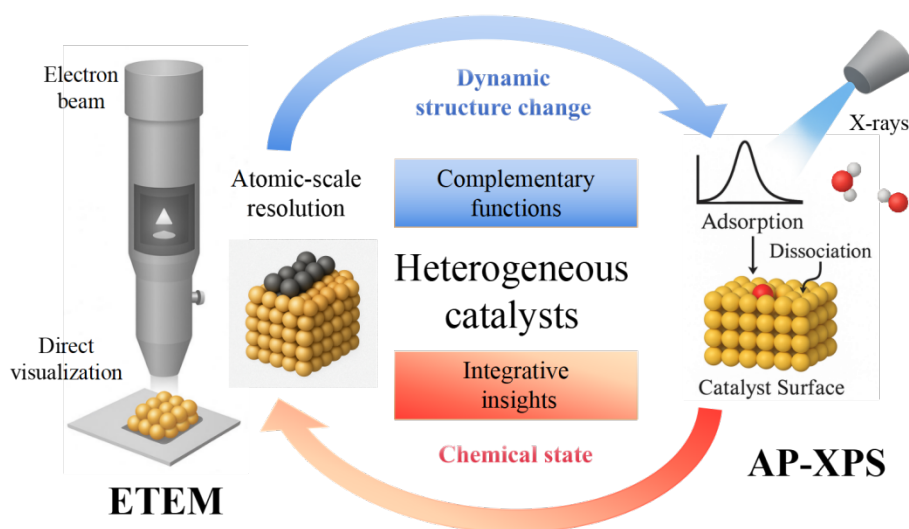 Electron
beam
Dynamic
structure change
X-rays
Atomic-scale
resolution
Complementary
functions
Adsorption
Dissociation
Heterogeneous
catalysts
Direct
visualization
Integrative
insights
Catalyst Surface
Chemical state
ETEM
AP-XPS